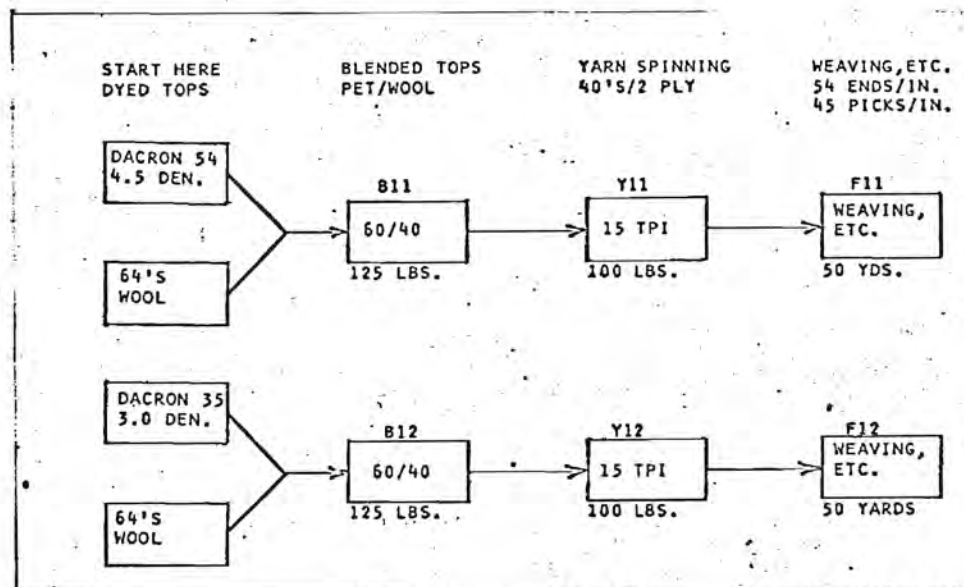 START HERE
DYED TOPS
BLENDED TOPS
PET/WOOL
YARN SPINNING
40'S/2 PLY
WEAVING, ETC.
54 ENDS/IN.
45 PICKS/IN.
DACRON 54
4.5 DEN.
64'S
WOOL
B11
60/40
125 LBS.
Y11
15 TPI
100 LBS.
F11
WEAVING,
ETC.
50 YDS.
DACRON 35
3.0 DEN.
64'S
WOOL
B12
60/40
125 LBS.
Y12
15 TPI
100 LBS.
F12
WEAVING,
ETC.
50 YARDS